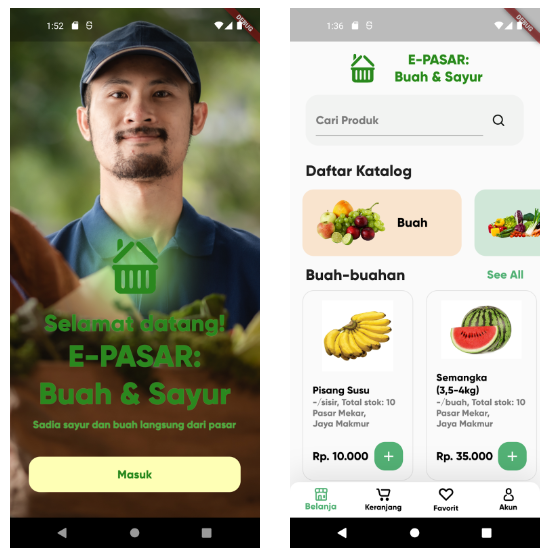 1:52
DEBUG
Selamat datang!
E-PASAR:
Buah & Sayur
Sadia sayur dan buah langsung dari pasar
Masuk
1:36
DEBUG
E-PASAR:
Buah & Sayur
Cari Produk
Daftar Katalog
Buah
Buah-buahan
See All
Pisang Susu
~/sisir, Total stok: 10
Pasar Mekar,
Jaya Makmur
Rp. 10.000
+
Semangka
(3,5-4kg)
~/buah, Total stok: 10
Pasar Mekar,
Jaya Makmur
Rp. 35.000
+
Belanja
Keranjang
Favorit
Akun